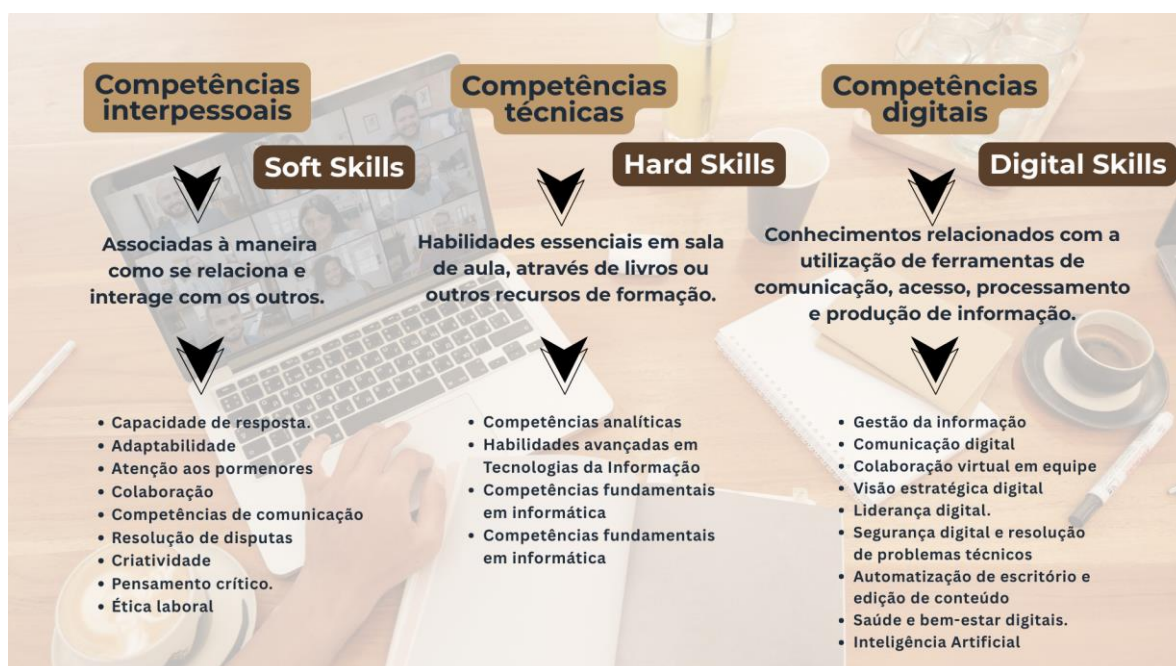 Competências
interpessoais
Soft Skills
Associadas à maneira
como se relaciona e
interage com os outros.
• Capacidade de resposta.
• Adaptabilidade
• Atenção aos pormenores
• Colaboração
• Competências de comunicação
• Resolução de disputas
• Criatividade
• Pensamento crítico.
• Ética laboral
Competências
técnicas
Hard Skills
Habilidades essenciais em sala
de aula, através de livros ou
outros recursos de formação.
• Competências analíticas
• Habilidades avançadas em
Tecnologias da Informação
• Competências fundamentais
em informática
• Competências fundamentais
em informática
Competências
digitais
Digital Skills
Conhecimentos relacionados com a
utilização de ferramentas de
comunicação, acesso, processamento
e produção de informação.
• Gestão da informação
• Comunicação digital
• Colaboração virtual em equipe
• Visão estratégica digital
• Liderança digital.
• Segurança digital e resolução
de problemas técnicos
• Automatização de escritório e
edição de conteúdo
• Saúde e bem-estar digitais.
• Inteligência Artificial